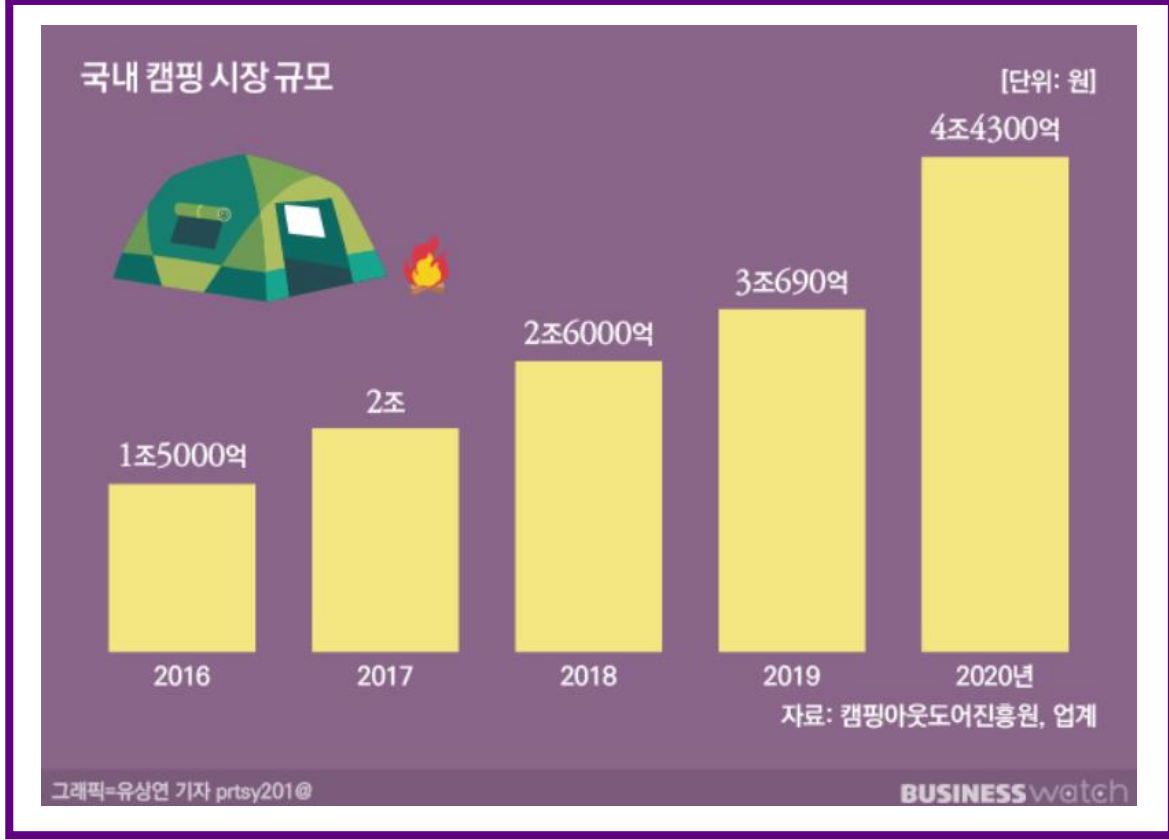 국내 캠핑 시장 규모
[단위: 원]
4조4300억
3조690억
2조6000억
2조
1조5000억
2016
2017
2018
2019
2020년
자료: 캠핑아웃도어진흥원, 업계
그래픽=유상연 기자 prtsy201@
BUSINESS watch